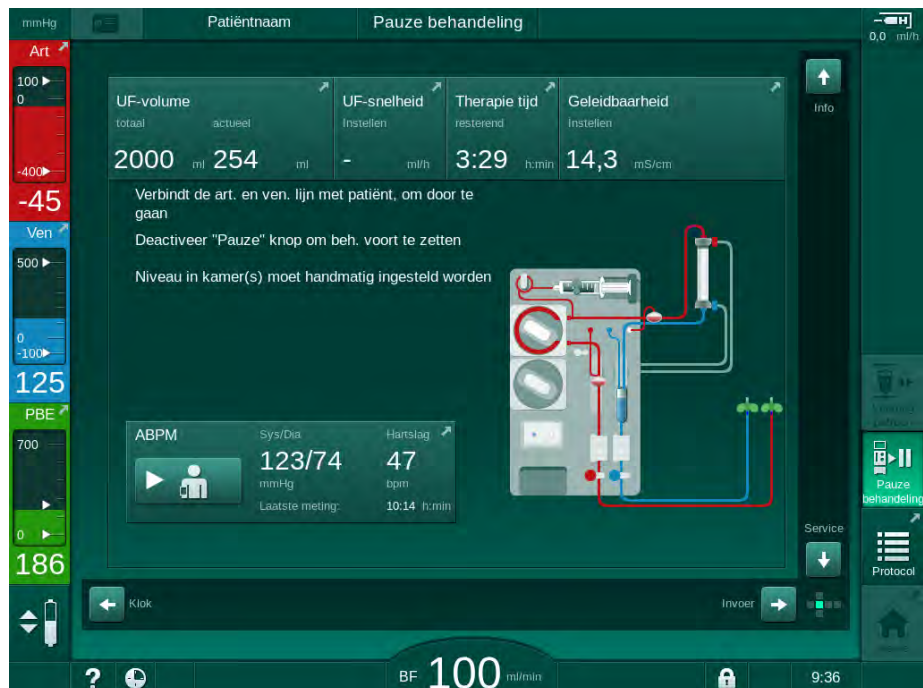 mmHg
Patiëntnaam
Pauze behandeling
0,0 ml/h
Art
100
0
-400
-45
Ven
500
0
-100
125
PBE
700
0
186
UF-volume
totaal actueel
2000 ml 254 ml
UF-snelheid
Instellen
- ml/h
Therapie tijd
resterend
3:29 h:min
Geleidbaarheid
Instellen
14,3 mS/cm
Verbindt de art. en ven. lijn met patiënt, om door te
gaan
Deactiveer "Pauze" knop om beh. voort te zetten
Niveau in kamer(s) moet handmatig ingesteld worden
ABPM
Sys/Dia
123/74
mmHg
Hartslag
47
bpm
Laatste meting: 10:14 h:min
Info
Service
Pauze
behandeling
Protocol
Klok
Invoer
? BF 100 ml/min 9:36